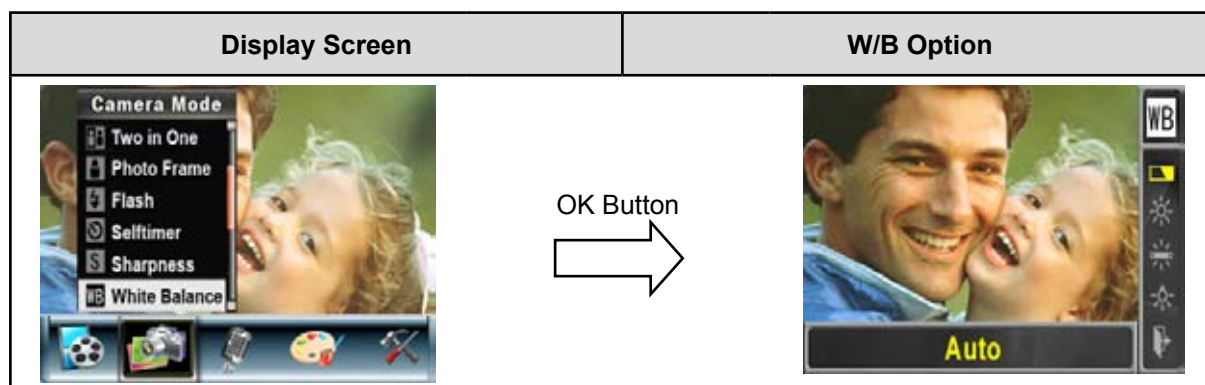 Display Screen
W/B Option
Camera Mode
Two in One
Photo Frame
Flash
Selftimer
S Sharpness
WB White Balance
OK Button
WB
Auto